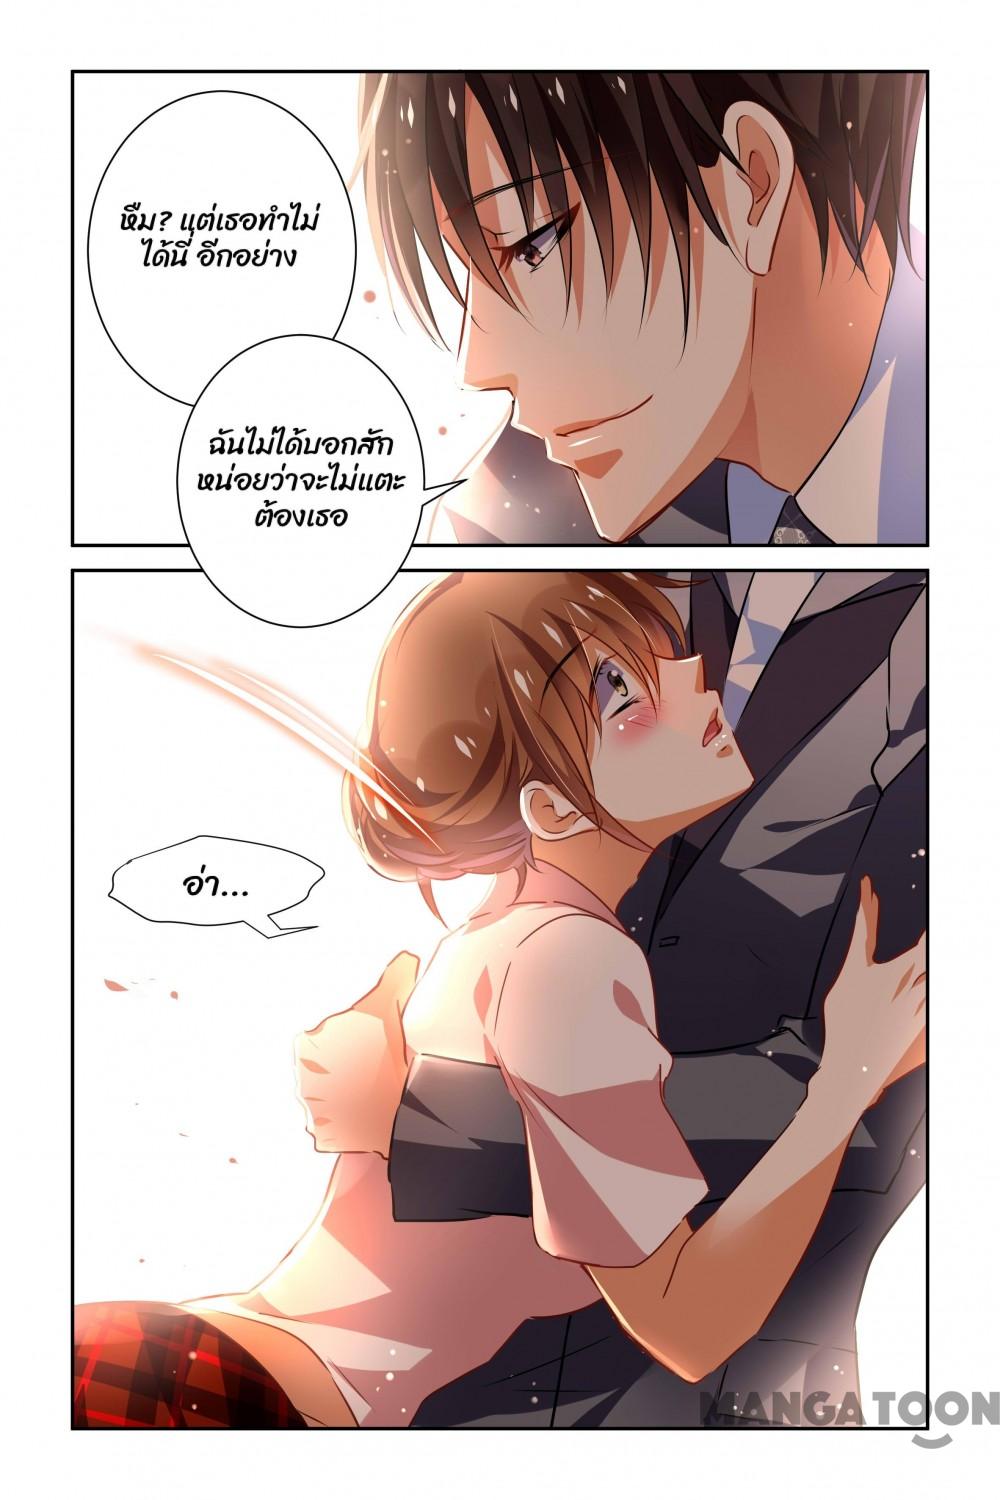 หืม? แต่เธอทำไม่
ได้นี่ อีกอย่าง
ฉันไม่ได้บอกสัก
หน่อยว่าจะไม่แตะ
ต้องเธอ
อ่า...
MANGATOON